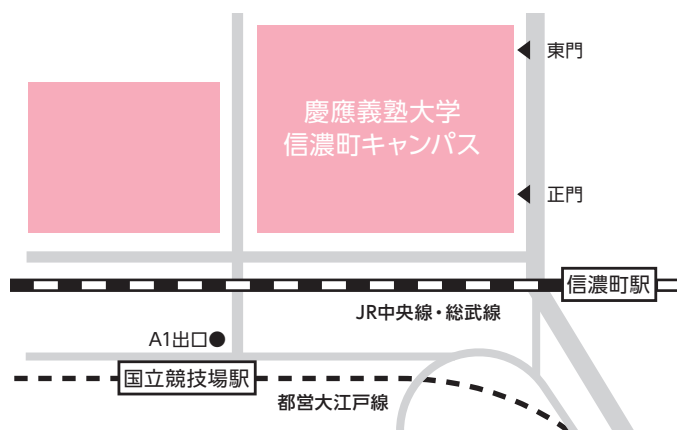 東門
慶應義塾大学
信濃町キャンパス
正門
信濃町駅
JR中央線・総武線
A1出口
国立競技場駅
都営大江戸線